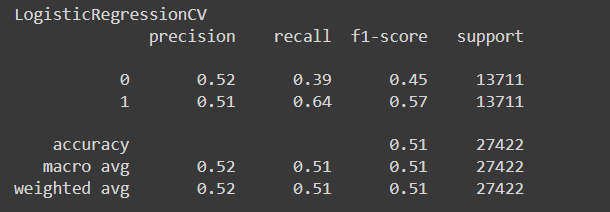 LogisticRegressionCV
precision recall f1-score support
0 0.52 0.39 0.45 13711
1 0.51 0.64 0.57 13711
accuracy 0.51 27422
macro avg 0.52 0.51 0.51 27422
weighted avg 0.52 0.51 0.51 27422